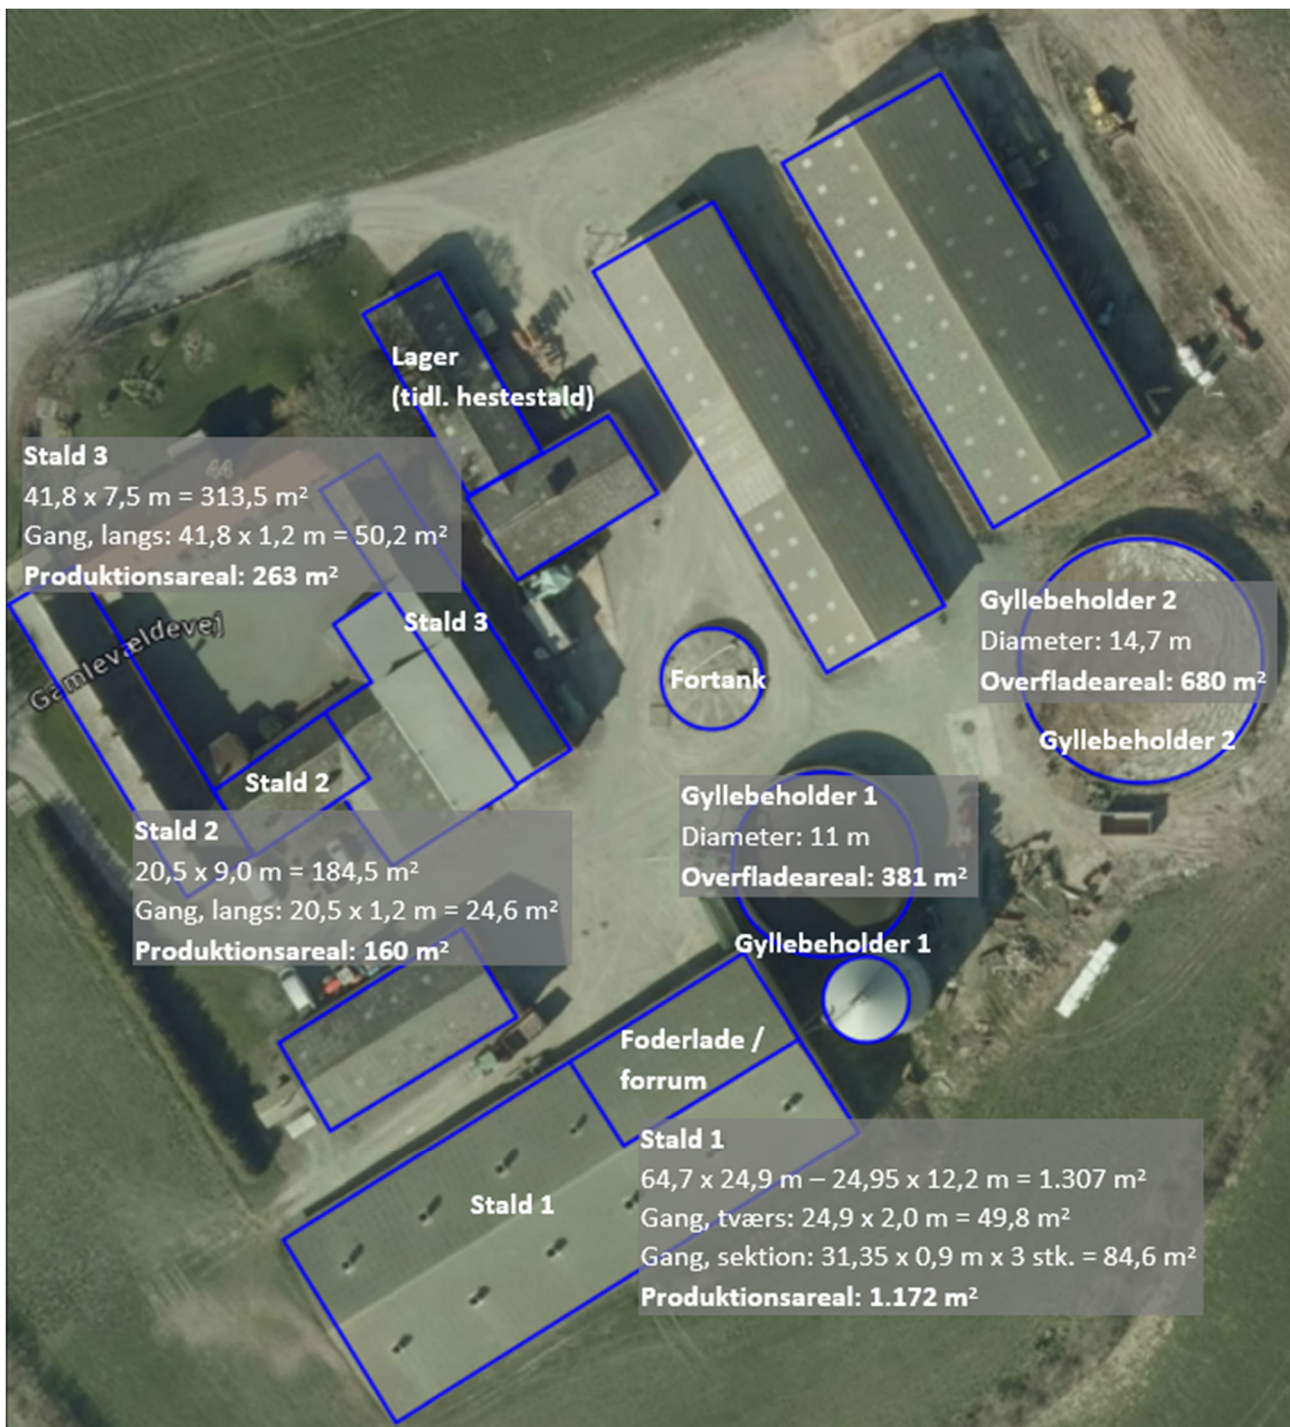 Lager
(tidl. hestestald)
Stald 3
44
41,8 x 7,5 m = 313,5 m²
Gang, langs: 41,8 x 1,2 m = 50,2 m²
Produktionsareal: 263 m²
Stald 3
Gamlevældevej
Gyllebeholder 2
Diameter: 14,7 m
Overfladeareal: 680 m²
Gyllebeholder 2
Fortank
Stald 2
Stald 2
20,5 x 9,0 m = 184,5 m²
Gang, langs: 20,5 x 1,2 m = 24,6 m²
Produktionsareal: 160 m²
Gyllebeholder 1
Diameter: 11 m
Overfladeareal: 381 m²
Gyllebeholder 1
Foderlade /
forrum
Stald 1
Stald 1
64,7 x 24,9 m – 24,95 x 12,2 m = 1.307 m²
Gang, tværs: 24,9 x 2,0 m = 49,8 m²
Gang, sektion: 31,35 x 0,9 m x 3 stk. = 84,6 m²
Produktionsareal: 1.172 m²